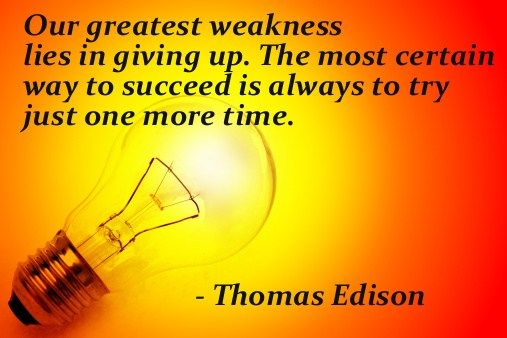 Our greatest weakness
lies in giving up. The most certain
way to succeed is always to try
just one more time.
- Thomas Edison